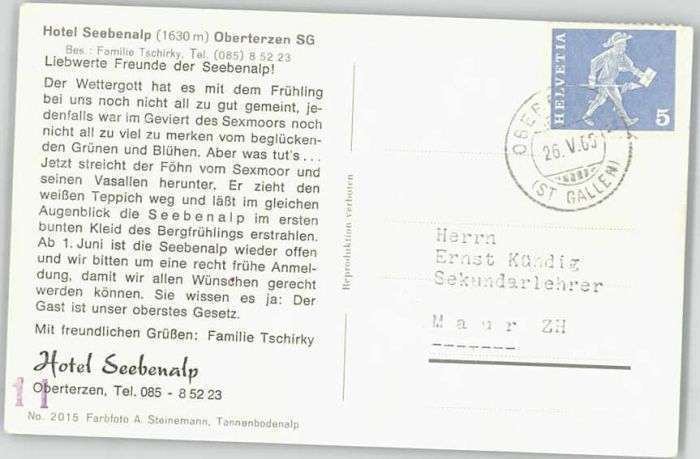 Hotel Seebenalp (1630 m) Oberterzen SG
Bes.: Familie Tschirky, Tel. (085) 8 52 23
Liebwerte Freunde der Seebenalp!
Der Wettergott hat es mit dem Frühling
bei uns noch nicht all zu gut gemeint, je-
denfalls war im Geviert des Sexmoors noch
nicht all zu viel zu merken vom beglücken-
den Grünen und Blühen. Aber was tut's...
Jetzt streicht der Föhn vom Sexmoor und
seinen Vasallen herunter. Er zieht den
weißen Teppich weg und läßt im gleichen
Augenblick die Seebenalp im ersten
bunten Kleid des Bergfrühlings erstrahlen.
Ab 1. Juni ist die Seebenalp wieder offen
und wir bitten um eine recht frühe Anmel-
dung, damit wir allen Wünschen gerecht
werden können. Sie wissen es ja: Der
Gast ist unser oberstes Gesetz.
Mit freundlichen Grüßen: Familie Tschirky
Hotel Seebenalp
Oberterzen, Tel. 085 - 8 52 23
11
No. 2015 Farbfoto A. Steinemann, Tannenbodenalp
Reproduktion verboten
HELVETIA
5
26.V.
(ST GALLEN)
Herrn
Ernst Kündig
Sekundarlehrer
Maur ZH